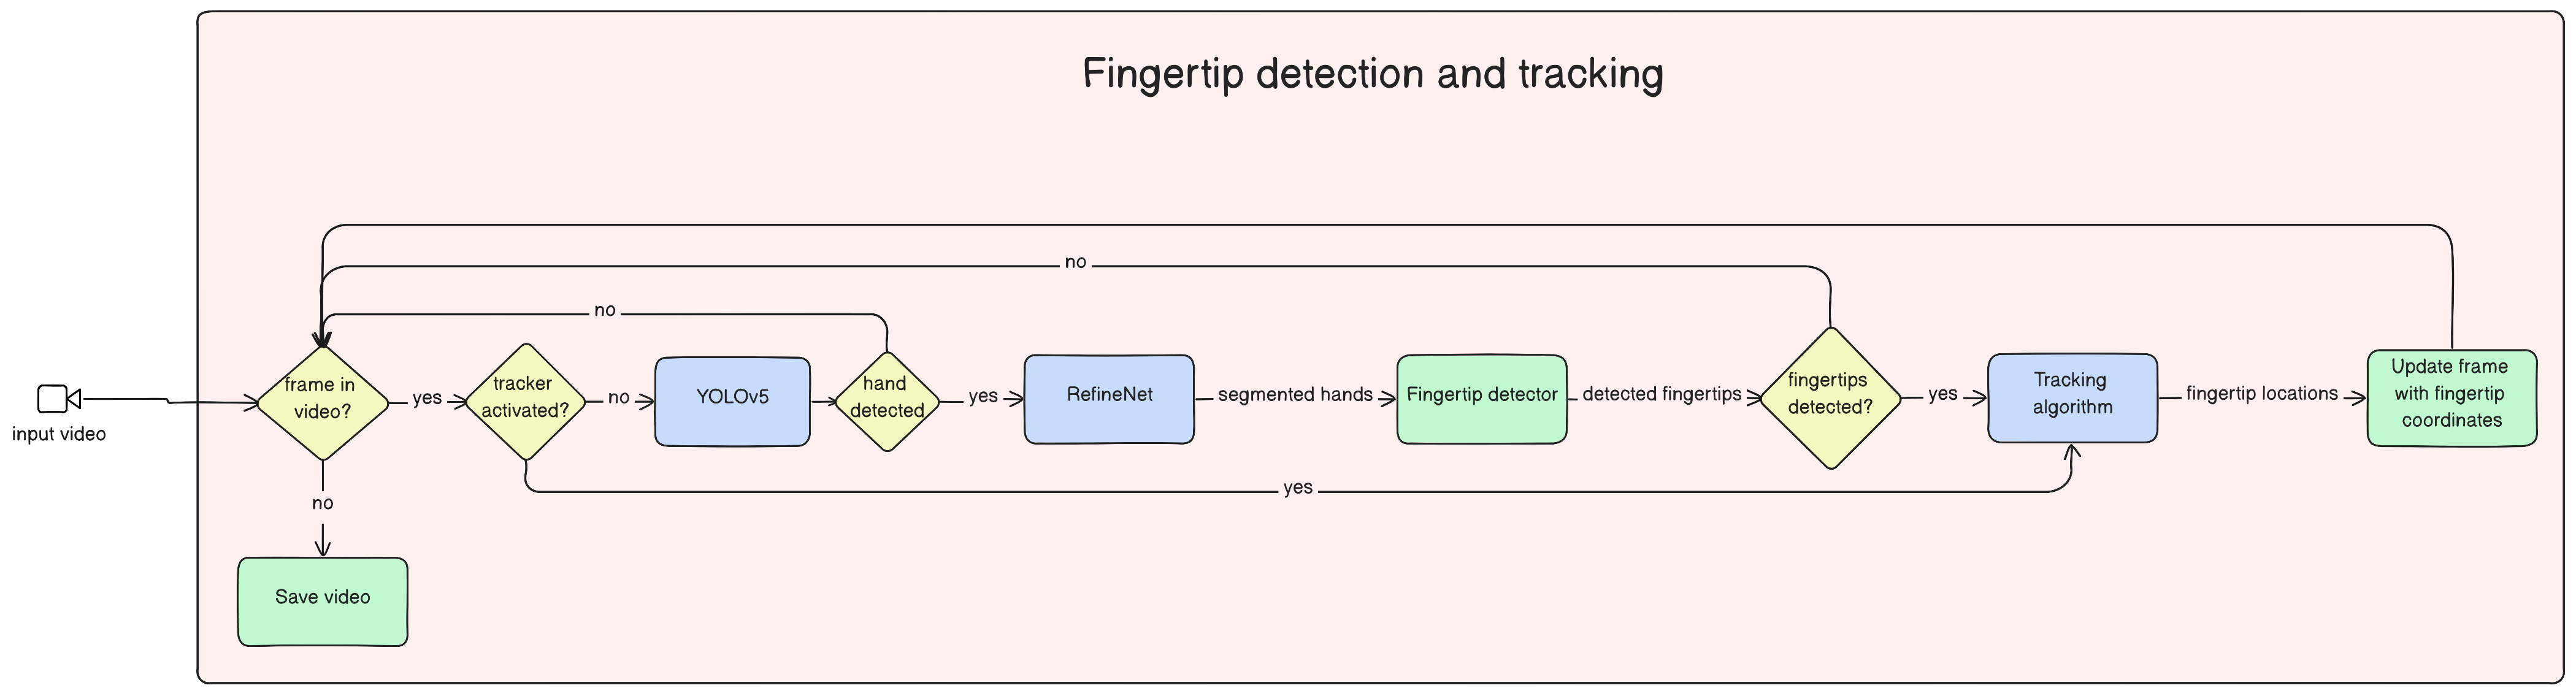 Fingertip detection and tracking
no
no
input video
frame in
video?
yes
tracker
activated?
no
YOLOv5
hand
detected
yes
RefineNet
segmented hands
Fingertip detector
detected fingertips
fingertips
detected?
yes
Tracking
algorithm
fingertip locations
Update frame
with fingertip
coordinates
yes
no
Save video